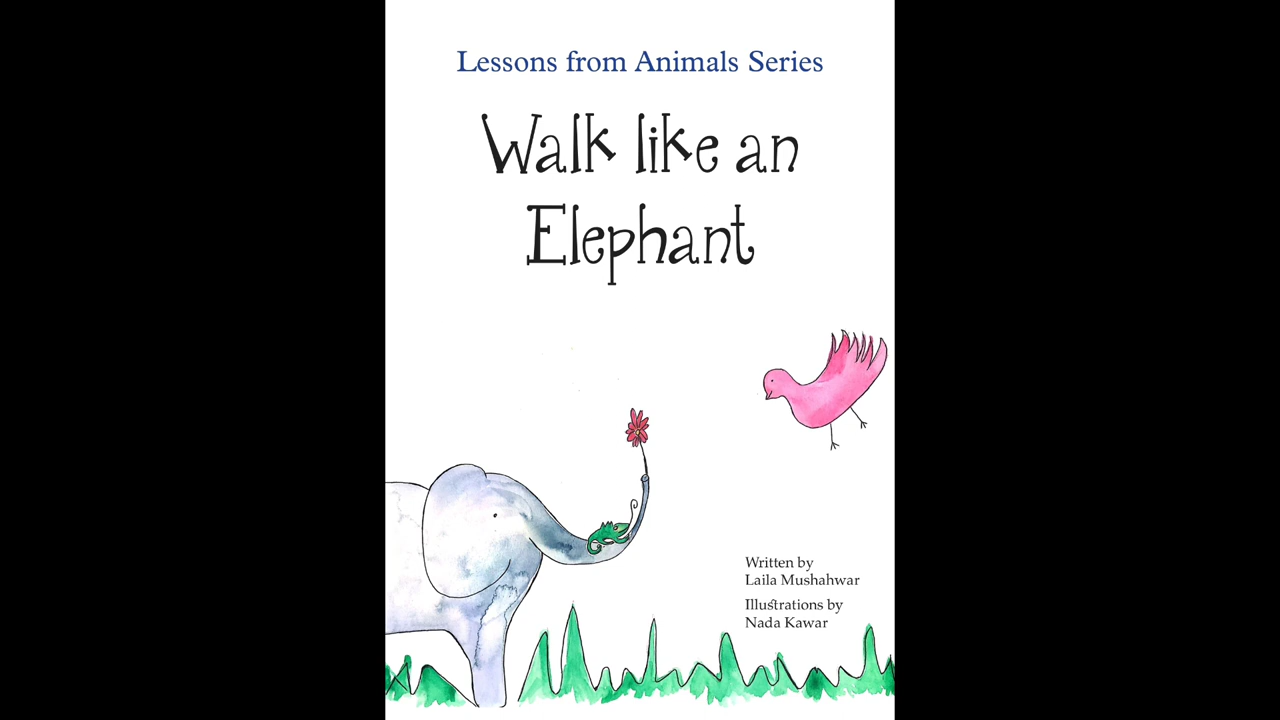 Lessons from Animals Series
Walk like an
Elephant
Written by
Laila Mushahwar
Illustrations by
Nada Kawar